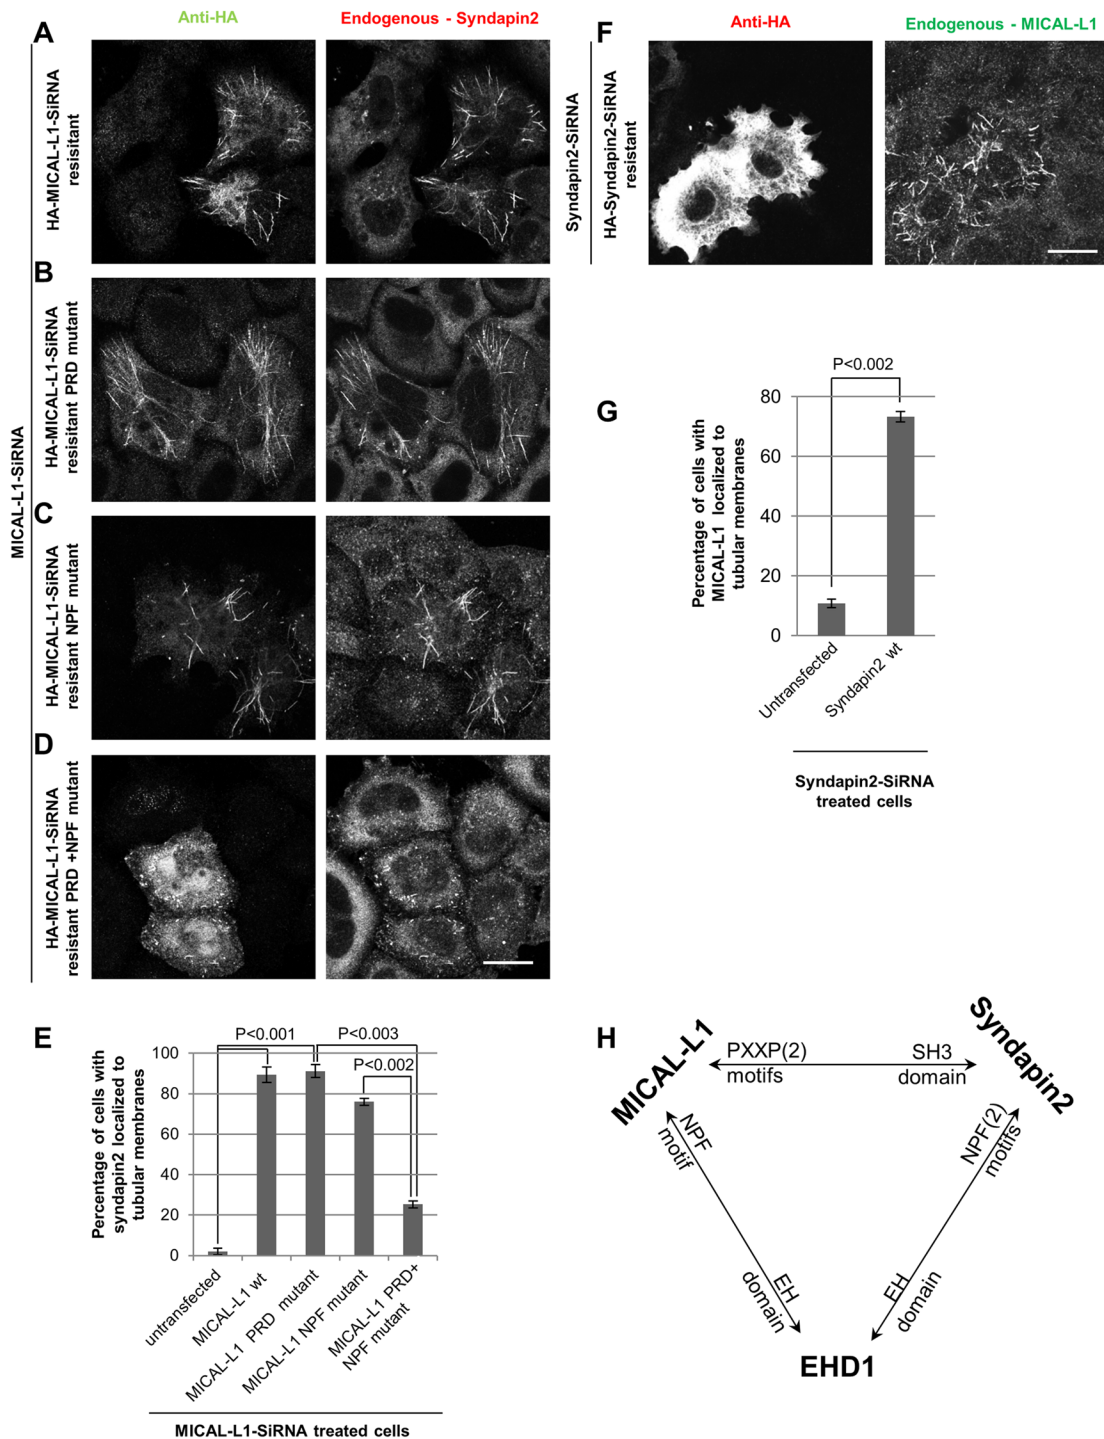 A
Anti-HA
Endogenous - Syndapin2
MICAL-L1-SiRNA
HA-MICAL-L1-SiRNA
resisitant
B
HA-MICAL-L1-SiRNA
resisitant PRD mutant
C
HA-MICAL-L1-SiRNA
resistant NPF mutant
D
HA-MICAL-L1-SiRNA
resistant PRD +NPF mutant
E
Percentage of cells with
syndapin2 localized to
tubular membranes
100
80
60
40
20
0
P<0.001
P<0.003
P<0.002
untransfected
MICAL-L1 wt
MICAL-L1 PRD mutant
MICAL-L1 NPF mutant
MICAL-L1 PRD+
NPF mutant
MICAL-L1-SiRNA treated cells
F
Anti-HA
Endogenous - MICAL-L1
Syndapin2-SiRNA
HA-Syndapin2-SiRNA
resistant
G
Percentage of cells with
MICAL-L1 localized to
tubular membranes
80
60
40
20
0
P<0.002
Untransfected
Syndapin2 wt
Syndapin2-SiRNA
treated cells
H
MICAL-L1
Syndapin2
PXXP(2)
motifs
SH3
domain
NPF
motif
NPF(2)
motifs
EH
domain
EH
domain
EHD1